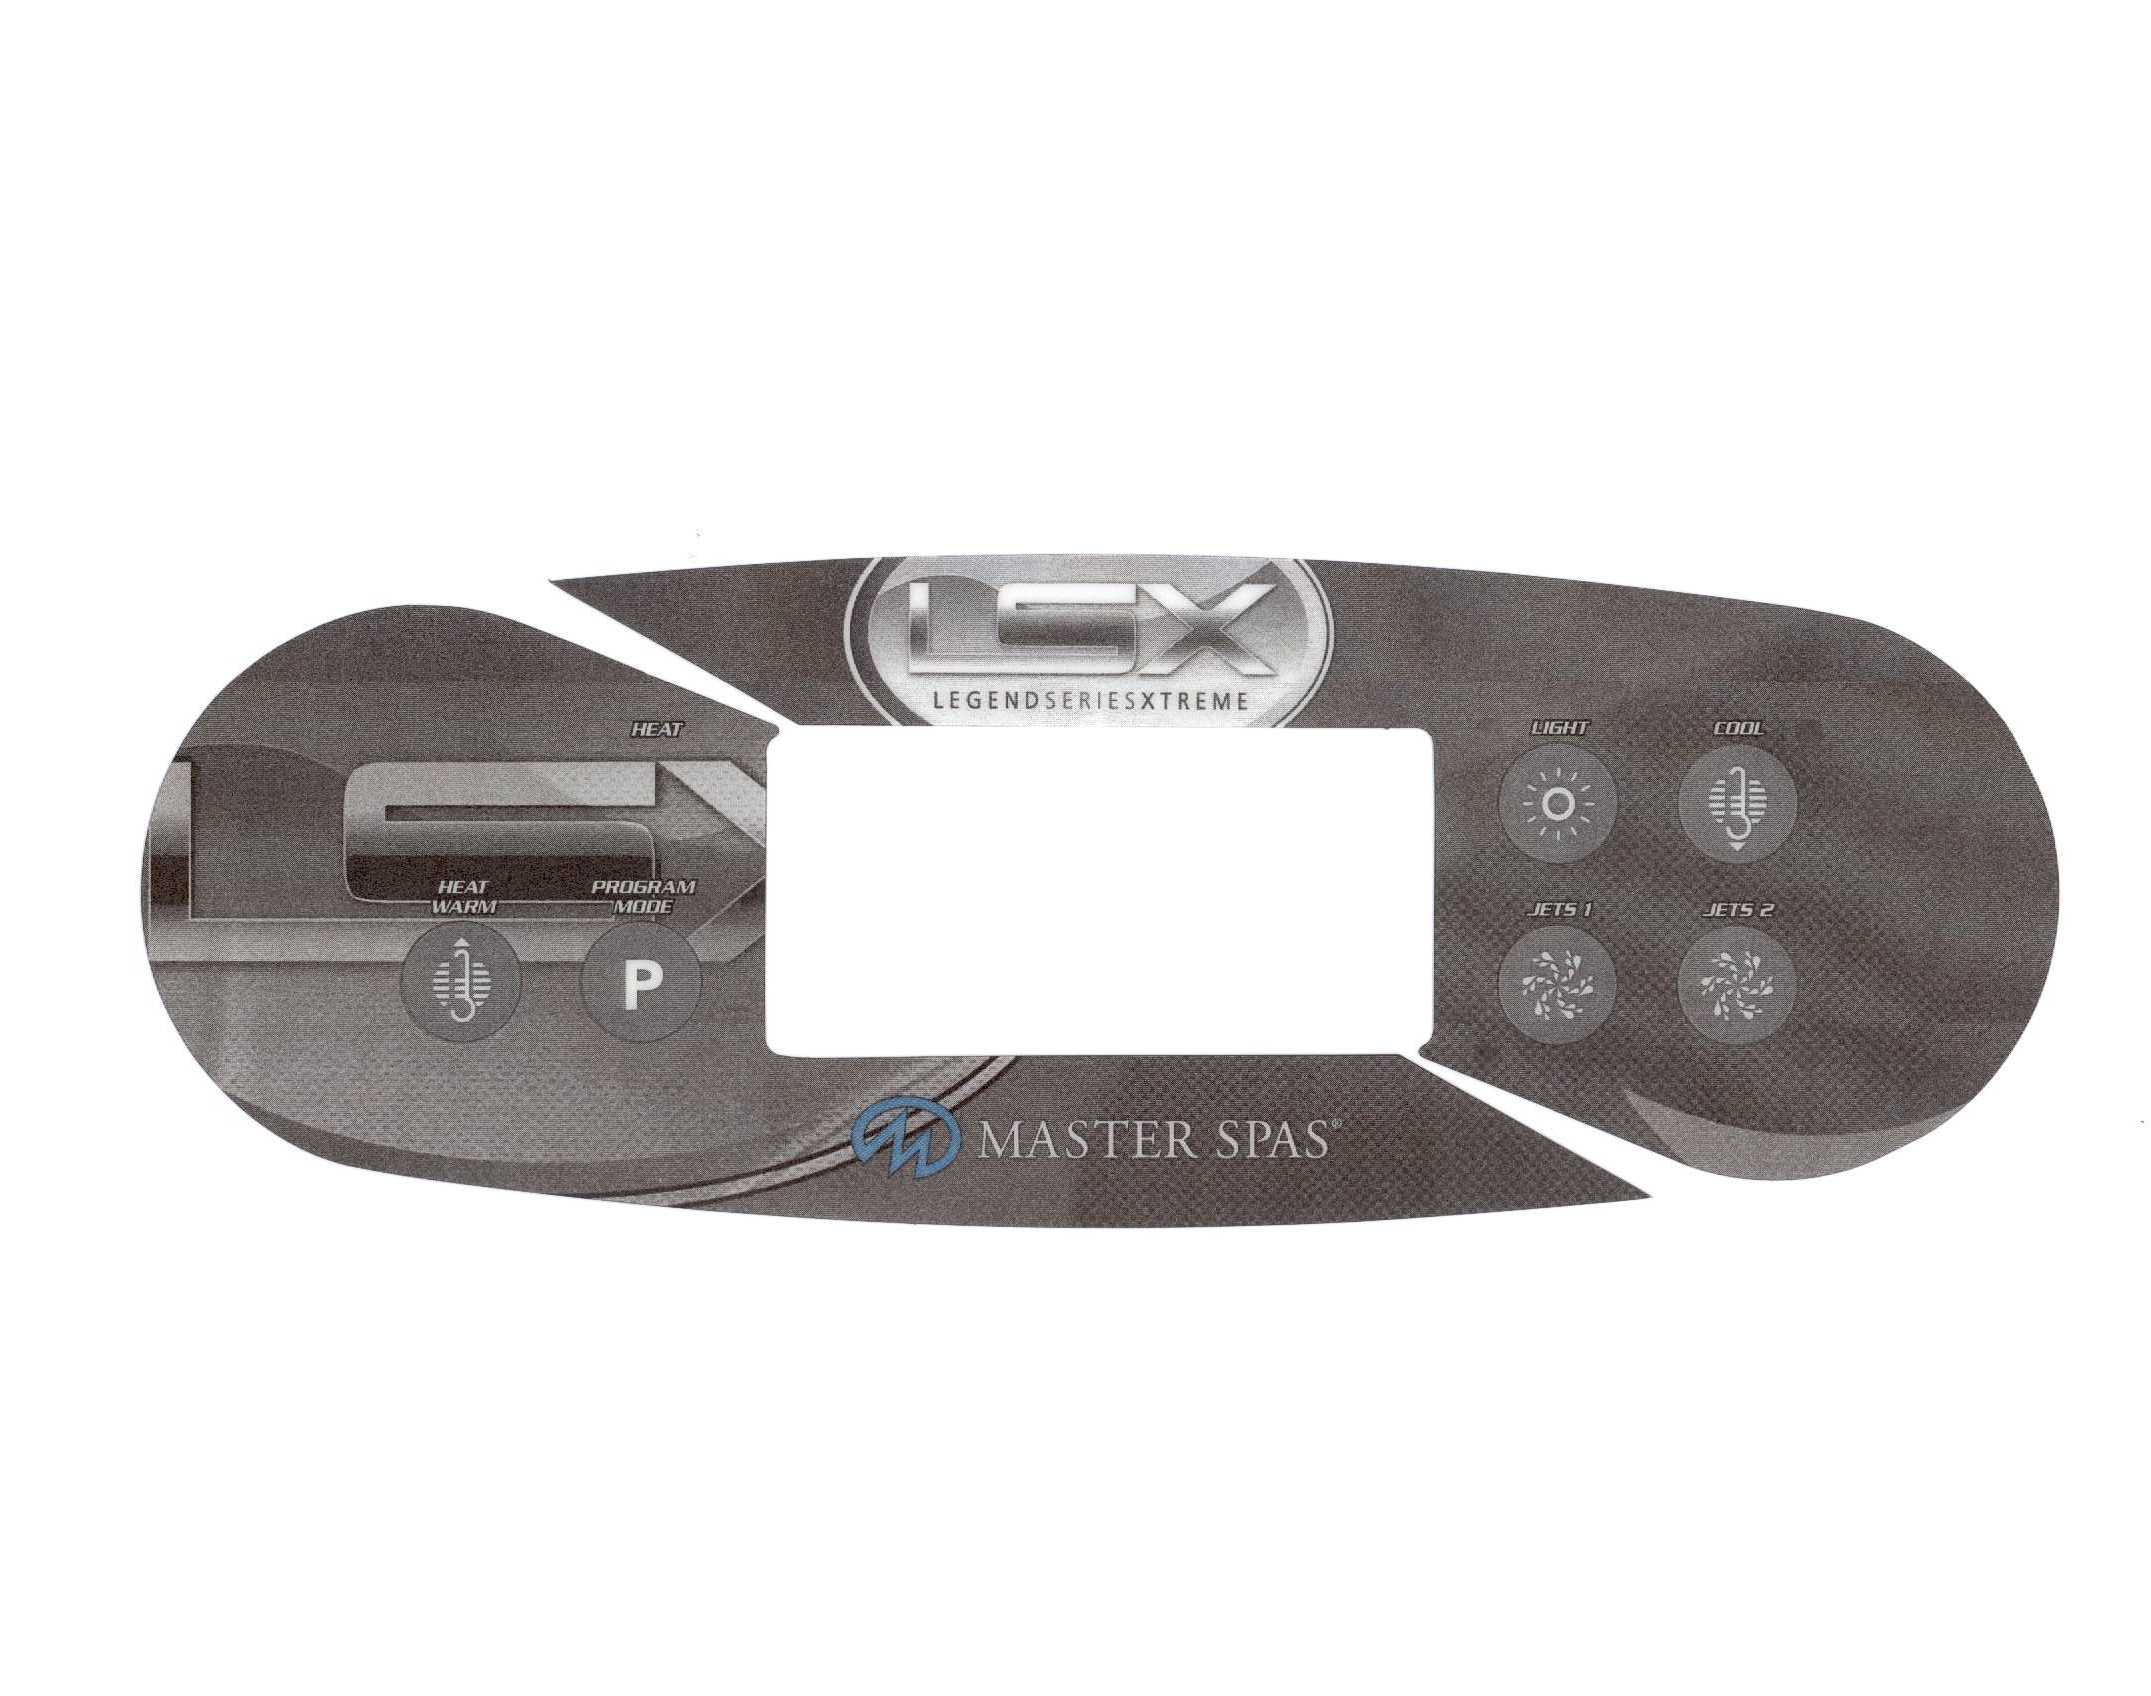 LSX
LEGENDSERIESXTREME
HEAT
LSX
HEAT
WARM
PROGRAM
MODE
P
LIGHT
COOL
JETS 1
JETS 2
MASTER SPAS®